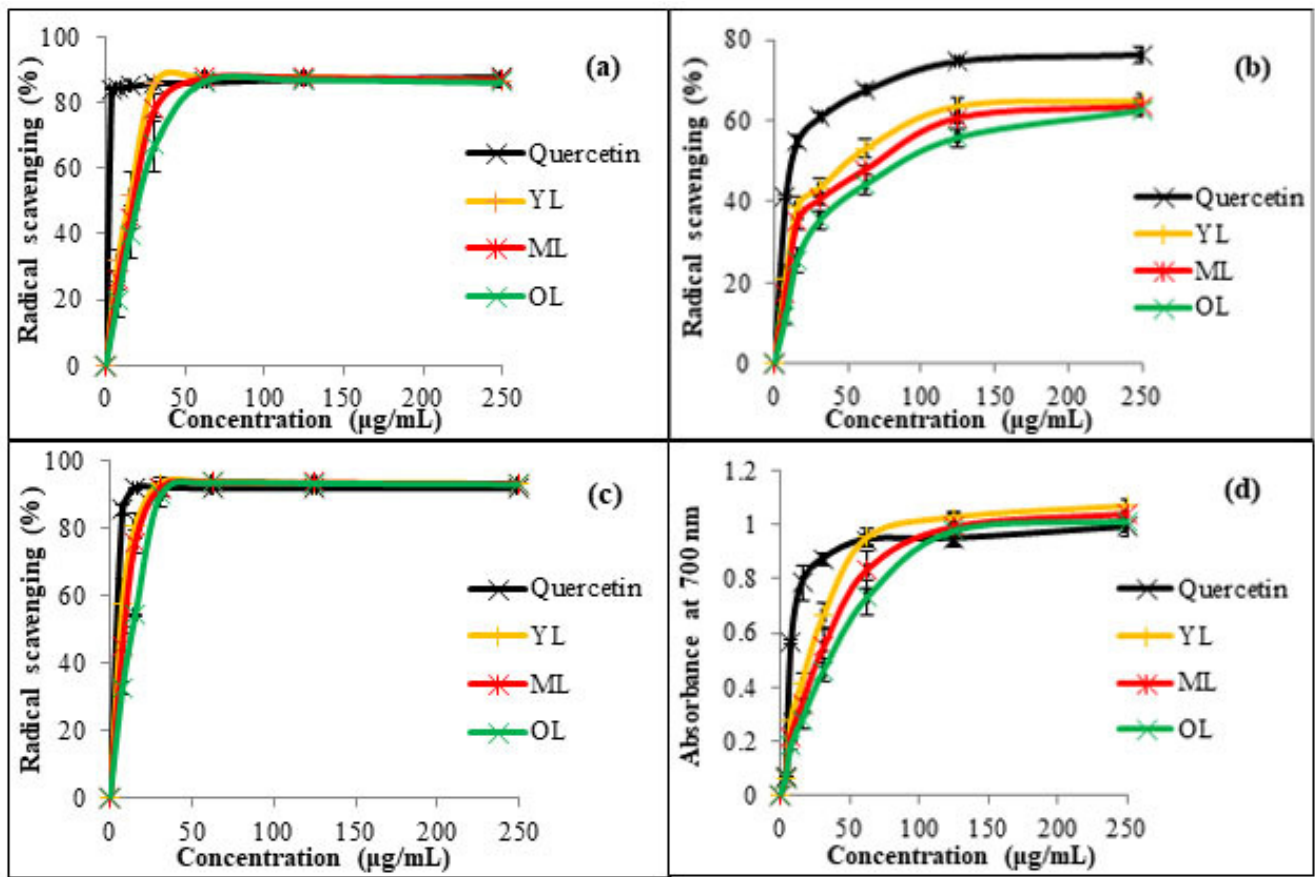 (a)
Radical scavenging (%)
100
80
60
40
20
0
Quercetin
YL
ML
OL
0 50 100 150 200 250
Concentration (µg/mL)
(b)
Radical scavenging (%)
80
60
40
20
0
Quercetin
YL
ML
OL
0 50 100 150 200 250
Concentration (µg/mL)
(c)
Radical scavenging (%)
100
80
60
40
20
0
Quercetin
YL
ML
OL
0 50 100 150 200 250
Concentration (µg/mL)
(d)
Absorbance at 700 nm
1.2
1
0.8
0.6
0.4
0.2
0
Quercetin
YL
ML
OL
0 50 100 150 200 250
Concentration (µg/mL)